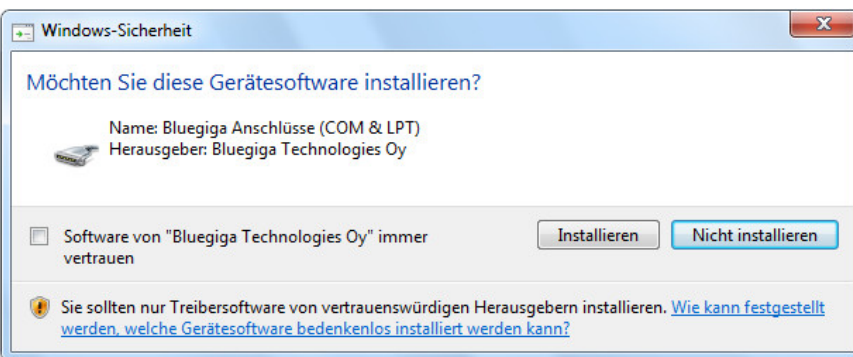 Windows-Sicherheit
Möchten Sie diese Gerätesoftware installieren?
Name: Bluegiga Anschlüsse (COM & LPT)
Herausgeber: Bluegiga Technologies Oy
Software von "Bluegiga Technologies Oy" immer
vertrauen
Installieren
Nicht installieren
Sie sollten nur Treibersoftware von vertrauenswürdigen Herausgebern installieren. Wie kann festgestellt
werden, welche Gerätesoftware bedenkenlos installiert werden kann?